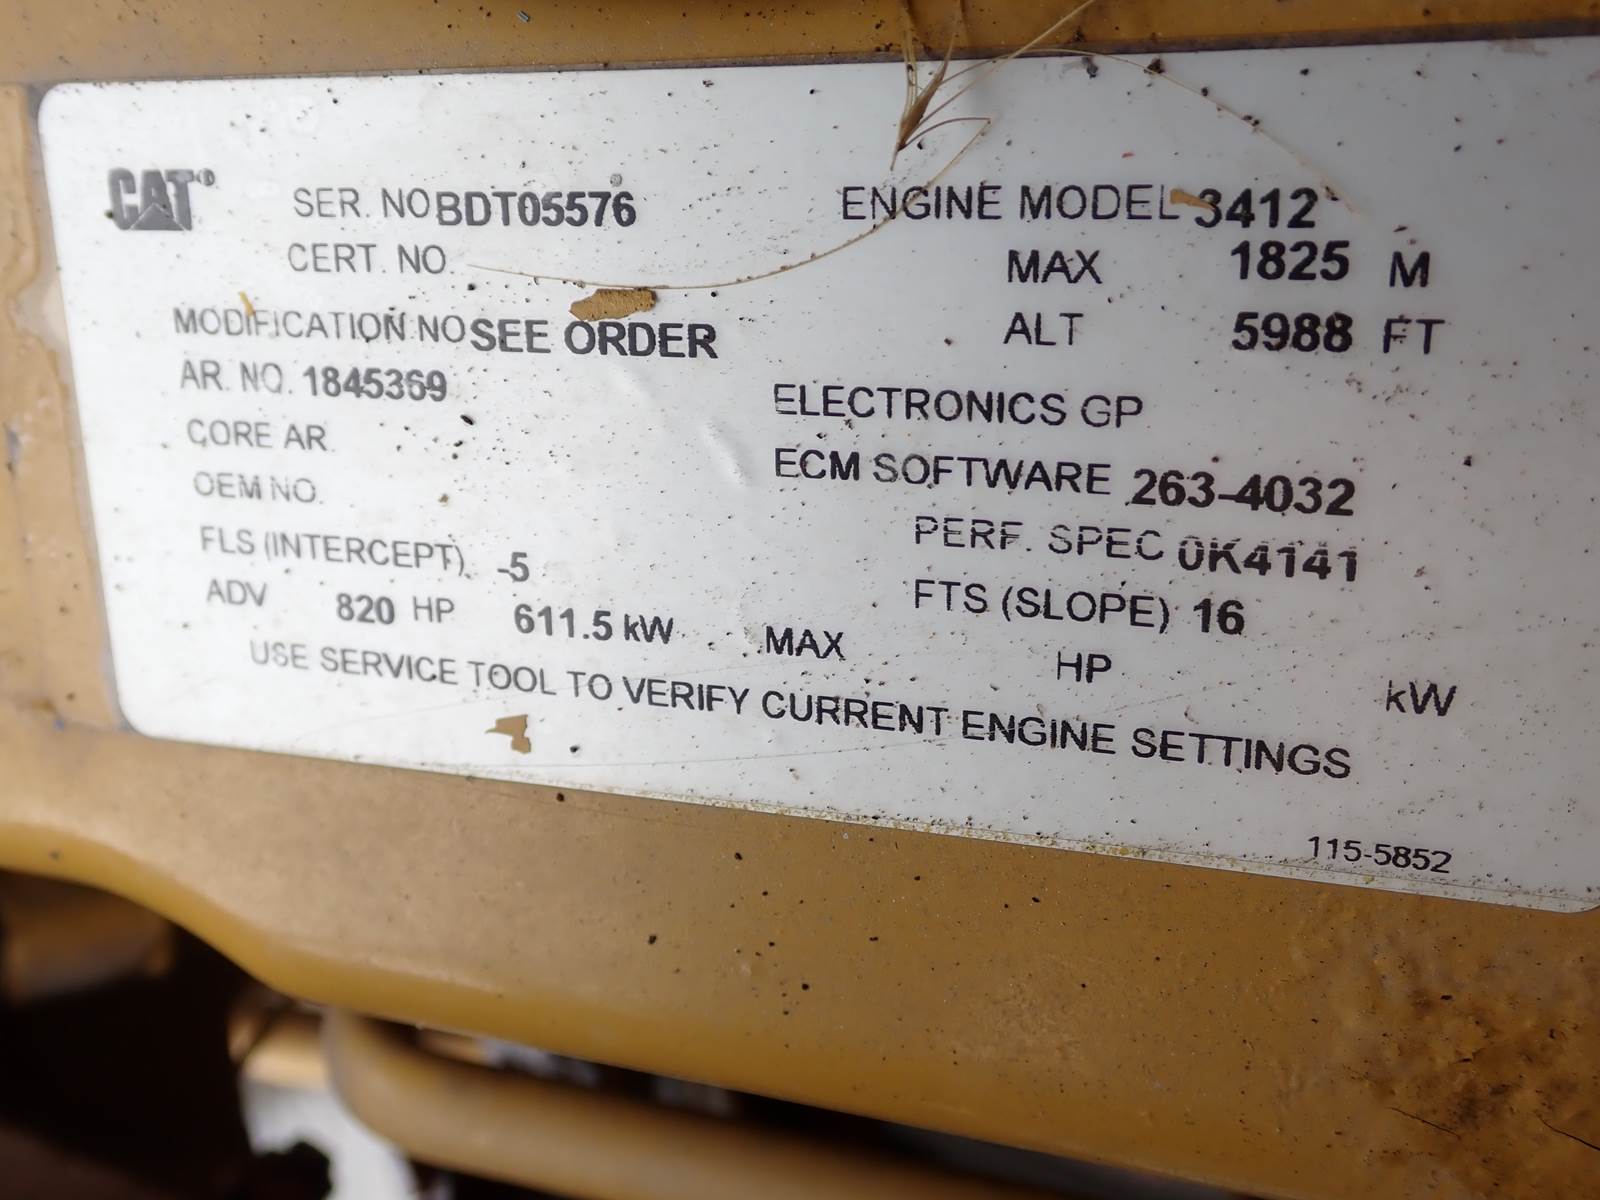 CAT® SER. NO BDT05576 ENGINE MODEL 3412
CERT. NO. MAX 1825 M
MODIFICATION NO SEE ORDER ALT 5988 FT
AR. NO. 1845369
ELECTRONICS GP
CORE AR
ECM SOFTWARE 263-4032
OEM NO.
PERF. SPEC 0K4141
FLS (INTERCEPT) -5 FTS (SLOPE) 16
ADV 820 HP 611.5 kW MAX HP kW
USE SERVICE TOOL TO VERIFY CURRENT ENGINE SETTINGS
115-5852